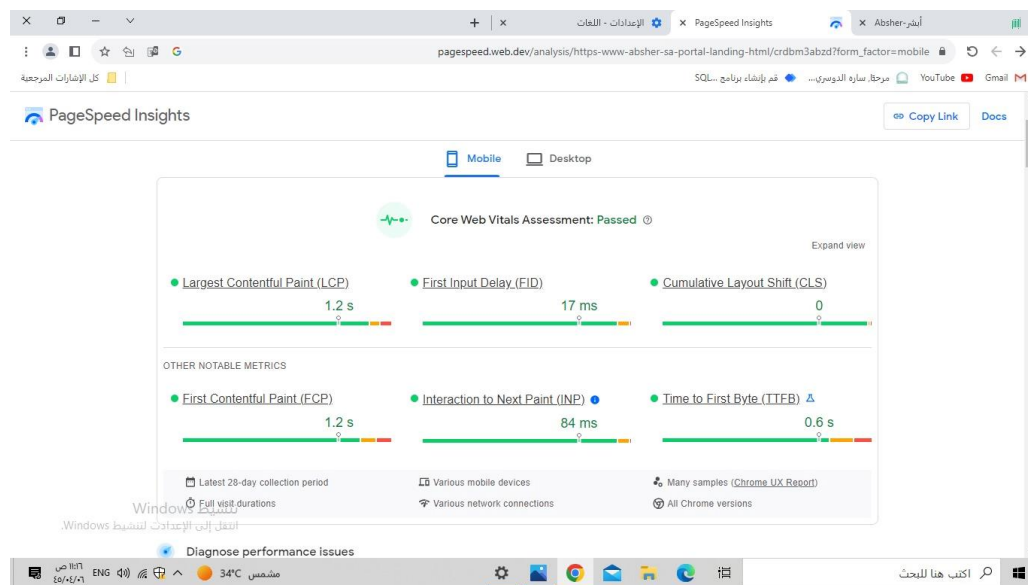 أبشر-Absher
PageSpeed Insights
الإعدادات - اللغات
pagespeed.web.dev/analysis/https-www-absher-sa-portal-landing-html/crdbm3abzd?form_factor=mobile
Gmail
YouTube
مرحبًا, ساره الدوسري...
قم بإنشاء برنامج ...SQL
كل الإشارات المرجعية
PageSpeed Insights
Copy Link
Docs
Mobile
Desktop
Core Web Vitals Assessment: Passed
Expand view
Largest Contentful Paint (LCP)
1.2 s
First Input Delay (FID)
17 ms
Cumulative Layout Shift (CLS)
0
OTHER NOTABLE METRICS
First Contentful Paint (FCP)
1.2 s
Interaction to Next Paint (INP)
84 ms
Time to First Byte (TTFB)
0.6 s
Latest 28-day collection period
Various mobile devices
Many samples (Chrome UX Report)
Full visit durations
Various network connections
All Chrome versions
تنشيط Windows
انتقل إلى الإعدادات لتنشيط Windows.
Diagnose performance issues
اكتب هنا للبحث
مشمس 34°C
ENG
١١:١٦ ص
٤٥/٠٤/٠٦